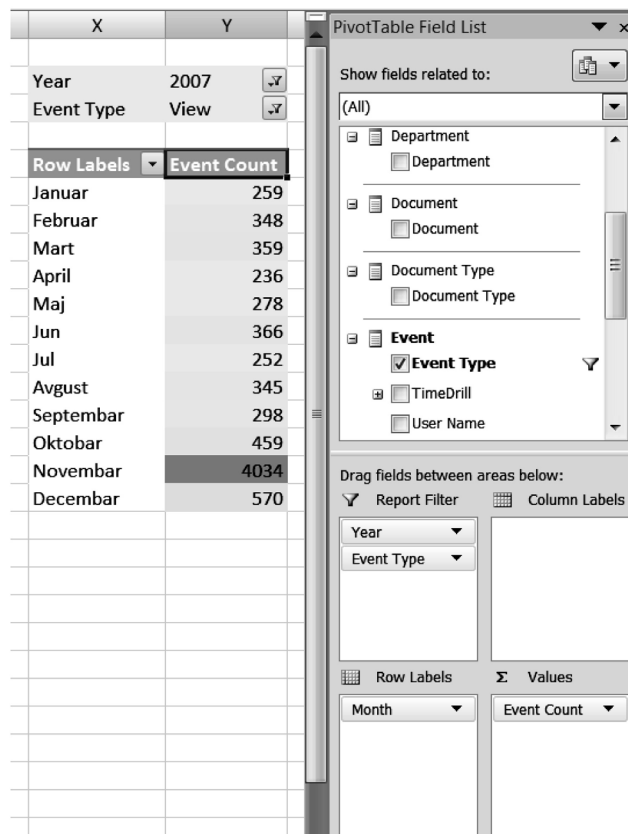 X Y
Year 2007
Event Type View
Row Labels Event Count
Januar 259
Februar 348
Mart 359
April 236
Maj 278
Jun 366
Jul 252
Avgust 345
Septembar 298
Oktobar 459
Novembar 4034
Decembar 570
PivotTable Field List
Show fields related to:
(All)
Department
Department
Document
Document
Document Type
Document Type
Event
Event Type
TimeDrill
User Name
Drag fields between areas below:
Report Filter Column Labels
Year
Event Type
Row Labels Σ Values
Month Event Count